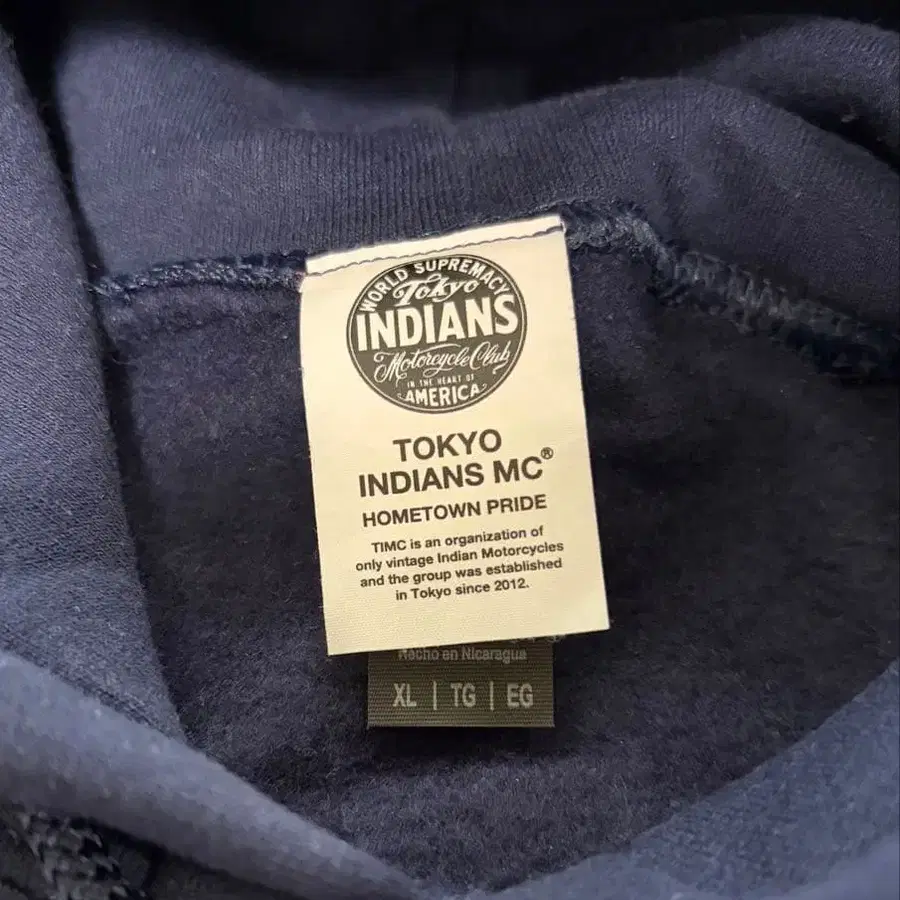 WORLD SUPREMACY
Tokyo
INDIANS
Motorcycle Club
IN THE HEART OF
AMERICA
TOKYO
INDIANS MC®
HOMETOWN PRIDE
TIMC is an organization of
only vintage Indian Motorcycles
and the group was established
in Tokyo since 2012.
Hecho en Nicaragua
XL | TG | EG